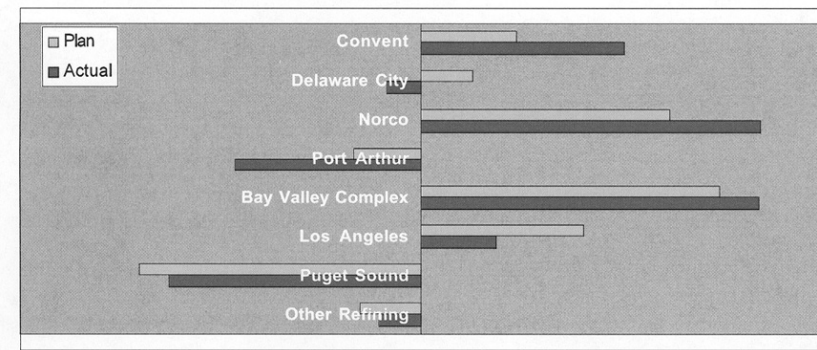 Plan
Actual
Convent
Delaware City
Norco
Port Arthur
Bay Valley Complex
Los Angeles
Puget Sound
Other Refining